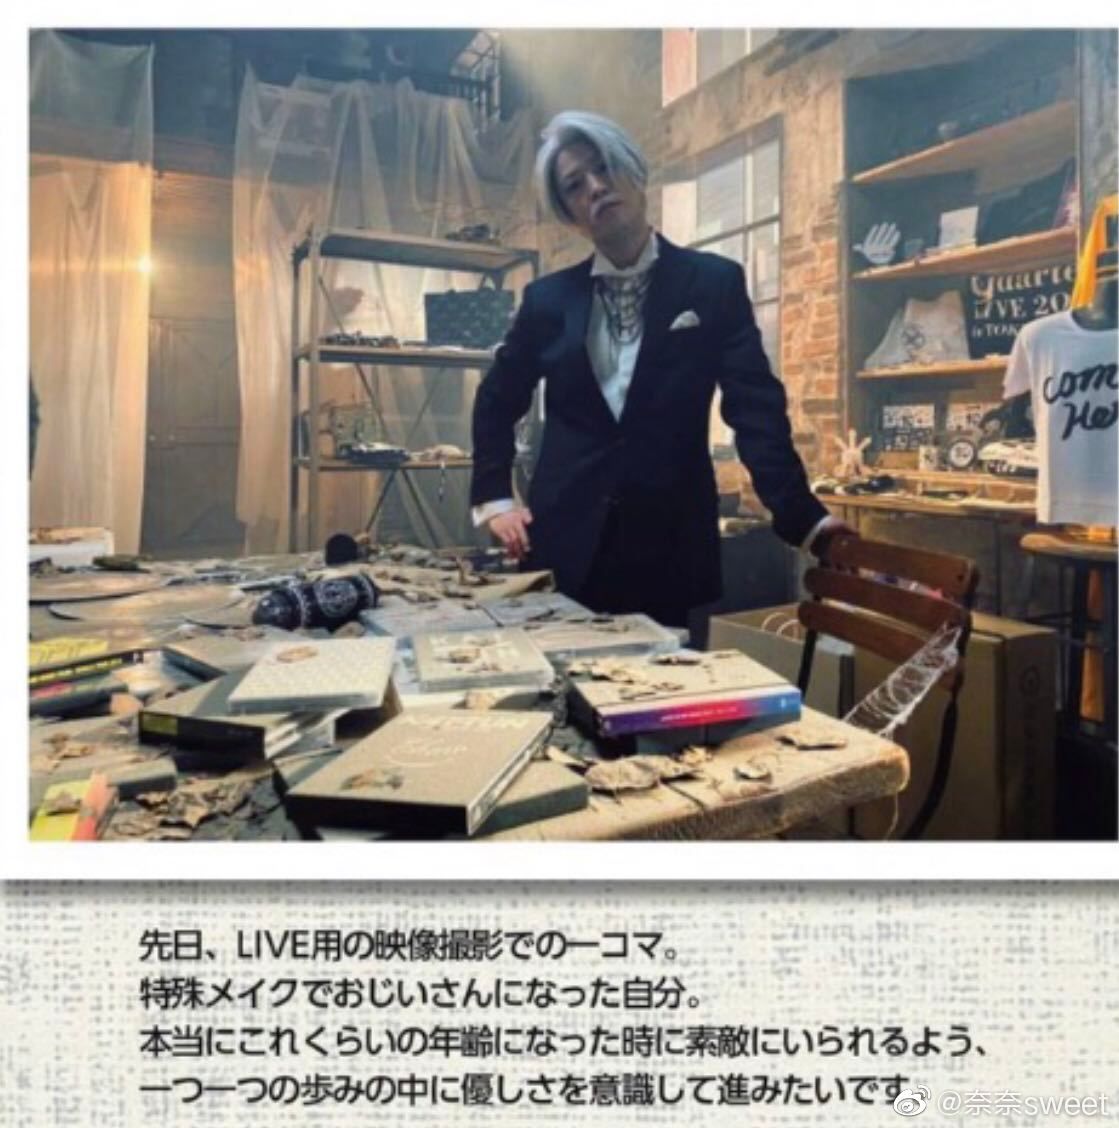 LIVE 20
com
He
先日、LIVE用の映像撮影での一コマ。
特殊メイクでおじいさんになった自分。
本当にこれくらいの年齢になった時に素敵にいられるよう、
一つ一つの歩みの中に優しさを意識して進みたいです
@奈奈sweet